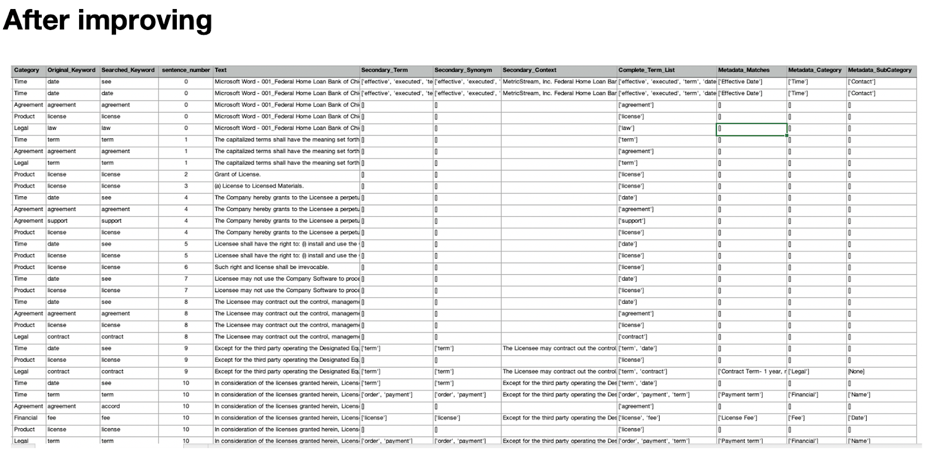 After improving
Category Original_Keyword Searched_Keyword sentence_number Text Secondary_Term Secondary_Synonym Secondary_Context Complete_Term_List Metadata_Matches Metadata_Category Metadata_SubCategory
Time date see 0 Microsoft Word - 001_Federal Home Loan Bank of Chi ['effective', 'executed', 'te ['effective', 'executed', ' MetricStream, Inc. Federal Home Loan Ban ['effective', 'executed', 'term', 'date ['Effective Date'] ['Time'] ['Contact']
Time date date 0 Microsoft Word - 001_Federal Home Loan Bank of Chi ['effective', 'executed', 'te ['effective', 'executed', ' MetricStream, Inc. Federal Home Loan Ban ['effective', 'executed', 'term', 'date ['Effective Date'] ['Time'] ['Contact']
Agreement agreement agreement 0 Microsoft Word - 001_Federal Home Loan Bank of Chi [] [] ['agreement'] [] [] []
Product license license 0 Microsoft Word - 001_Federal Home Loan Bank of Chi [] [] ['license'] [] [] []
Legal law law 0 Microsoft Word - 001_Federal Home Loan Bank of Chi [] [] ['law'] [] [] []
Time term term 1 The capitalized terms shall have the meaning set forth [] [] ['term'] [] [] []
Agreement agreement agreement 1 The capitalized terms shall have the meaning set forth [] [] ['agreement'] [] [] []
Legal term term 1 The capitalized terms shall have the meaning set forth [] [] ['term'] [] [] []
Product license license 2 Grant of License. [] [] ['license'] [] [] []
Product license license 3 (a) License to Licensed Materials. [] [] ['license'] [] [] []
Time date see 4 The Company hereby grants to the Licensee a perpetu [] [] ['date'] [] [] []
Agreement agreement agreement 4 The Company hereby grants to the Licensee a perpetu [] [] ['agreement'] [] [] []
Agreement support support 4 The Company hereby grants to the Licensee a perpetu [] [] ['support'] [] [] []
Product license license 4 The Company hereby grants to the Licensee a perpetu [] [] ['license'] [] [] []
Time date see 5 Licensee shall have the right to: (i) install and use the [] [] ['date'] [] [] []
Product license license 5 Licensee shall have the right to: (i) install and use the [] [] ['license'] [] [] []
Product license license 6 Such right and license shall be irrevocable. [] [] ['license'] [] [] []
Time date see 7 Licensee may not use the Company Software to proce [] [] ['date'] [] [] []
Product license license 7 Licensee may not use the Company Software to proce [] [] ['license'] [] [] []
Time date see 8 The Licensee may contract out the control, manageme [] [] ['date'] [] [] []
Agreement agreement agreement 8 The Licensee may contract out the control, manageme [] [] ['agreement'] [] [] []
Product license license 8 The Licensee may contract out the control, manageme [] [] ['license'] [] [] []
Legal contract contract 8 The Licensee may contract out the control, manageme [] [] ['contract'] [] [] []
Time date see 9 Except for the third party operating the Designated Equ ['term'] ['term'] The Licensee may contract out the control ['term', 'date'] [] [] []
Product license license 9 Except for the third party operating the Designated Equ [] [] ['license'] [] [] []
Legal contract contract 9 Except for the third party operating the Designated Equ ['term'] ['term'] The Licensee may contract out the control ['term', 'contract'] ['Contract Term- 1 year, r ['Legal'] [None]
Time date see 10 In consideration of the licenses granted herein, Licens ['term'] ['term'] Except for the third party operating the Des ['term', 'date'] [] [] []
Time term term 10 In consideration of the licenses granted herein, Licens ['order', 'payment'] ['order', 'payment'] Except for the third party operating the Des ['order', 'payment', 'term'] ['Payment term'] ['Financial'] ['Name']
Agreement agreement accord 10 In consideration of the licenses granted herein, Licens [] [] ['agreement'] [] [] []
Financial fee fee 10 In consideration of the licenses granted herein, Licens ['license'] ['license'] Except for the third party operating the Des ['license', 'fee'] ['License Fee'] ['Fee'] ['Date']
Product license license 10 In consideration of the licenses granted herein, Licens [] [] ['license'] [] [] []
Legal term term 10 In consideration of the licenses granted herein, Licens ['order', 'payment'] ['order', 'payment'] Except for the third party operating the Des ['order', 'payment', 'term'] ['Payment term'] ['Financial'] ['Name']